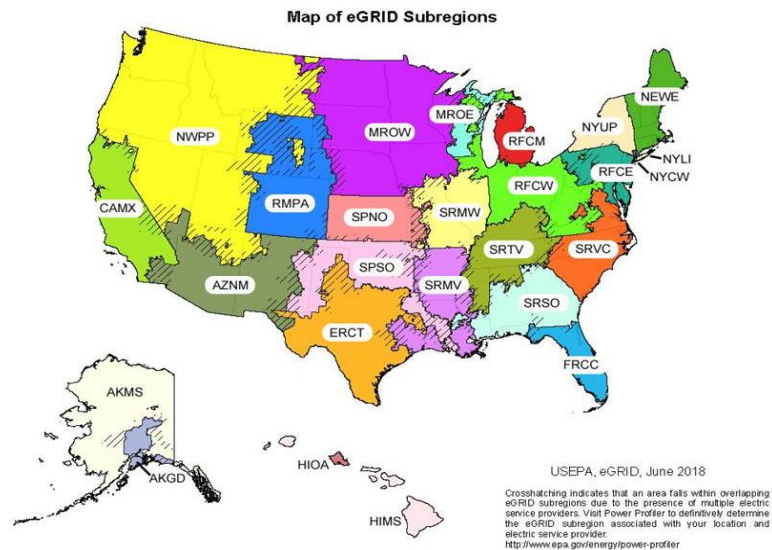 Map of eGRID Subregions
NWPP
MROW
MROE
NEWE
NYUP
RFCM
NYLI
NYCW
RFCE
RFCW
CAMX
RMPA
SPNO
SRMW
SRTV
SRVC
AZNM
SPSO
SRMV
SRSO
ERCT
FRCC
AKMS
AKGD
HIOA
HIMS
USEPA, eGRID, June 2018
Crosshatching indicates that an area falls within overlapping
eGRID subregions due to the presence of multiple electric
service providers. Visit Power Profiler to definitively determine
the eGRID subregion associated with your location and
electric service provider.
http://www.epa.gov/energy/power-profiler